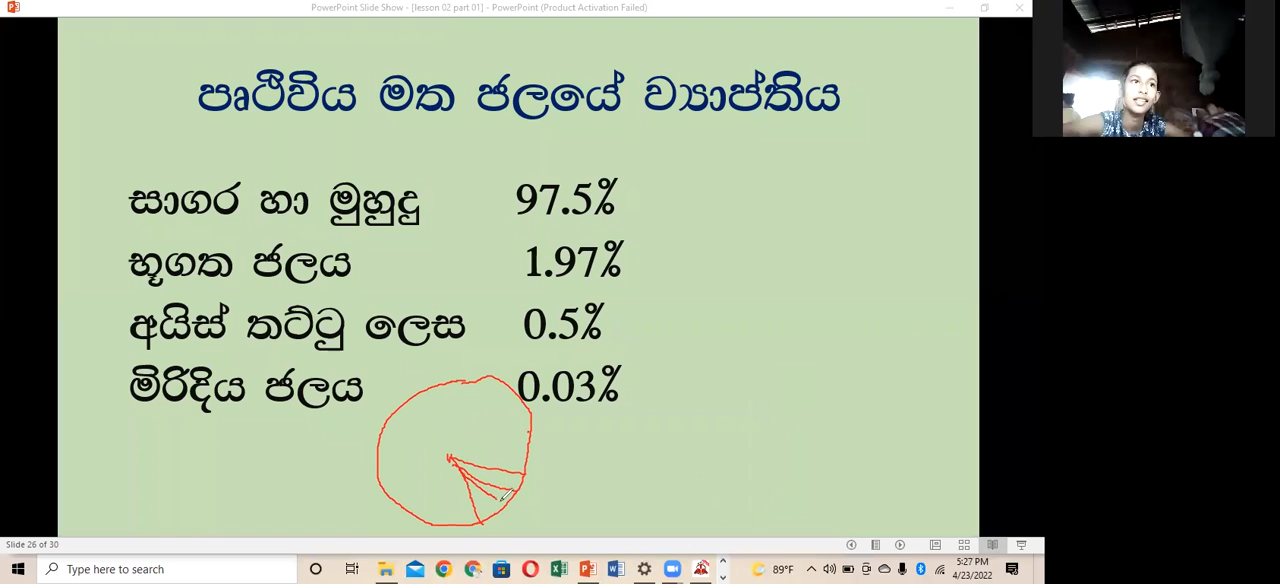 PowerPoint Slide Show - [lesson 02 part 01] - PowerPoint (Product Activation Failed)
පෘථිවිය මත ජලයේ ව්‍යාප්තිය
සාගර හා මුහුදු 97.5%
භූගත ජලය 1.97%
අයිස් තට්ටු ලෙස 0.5%
මිරිදිය ජලය 0.03%
Slide 26 of 30
Type here to search
89°F
5:27 PM
4/23/2022